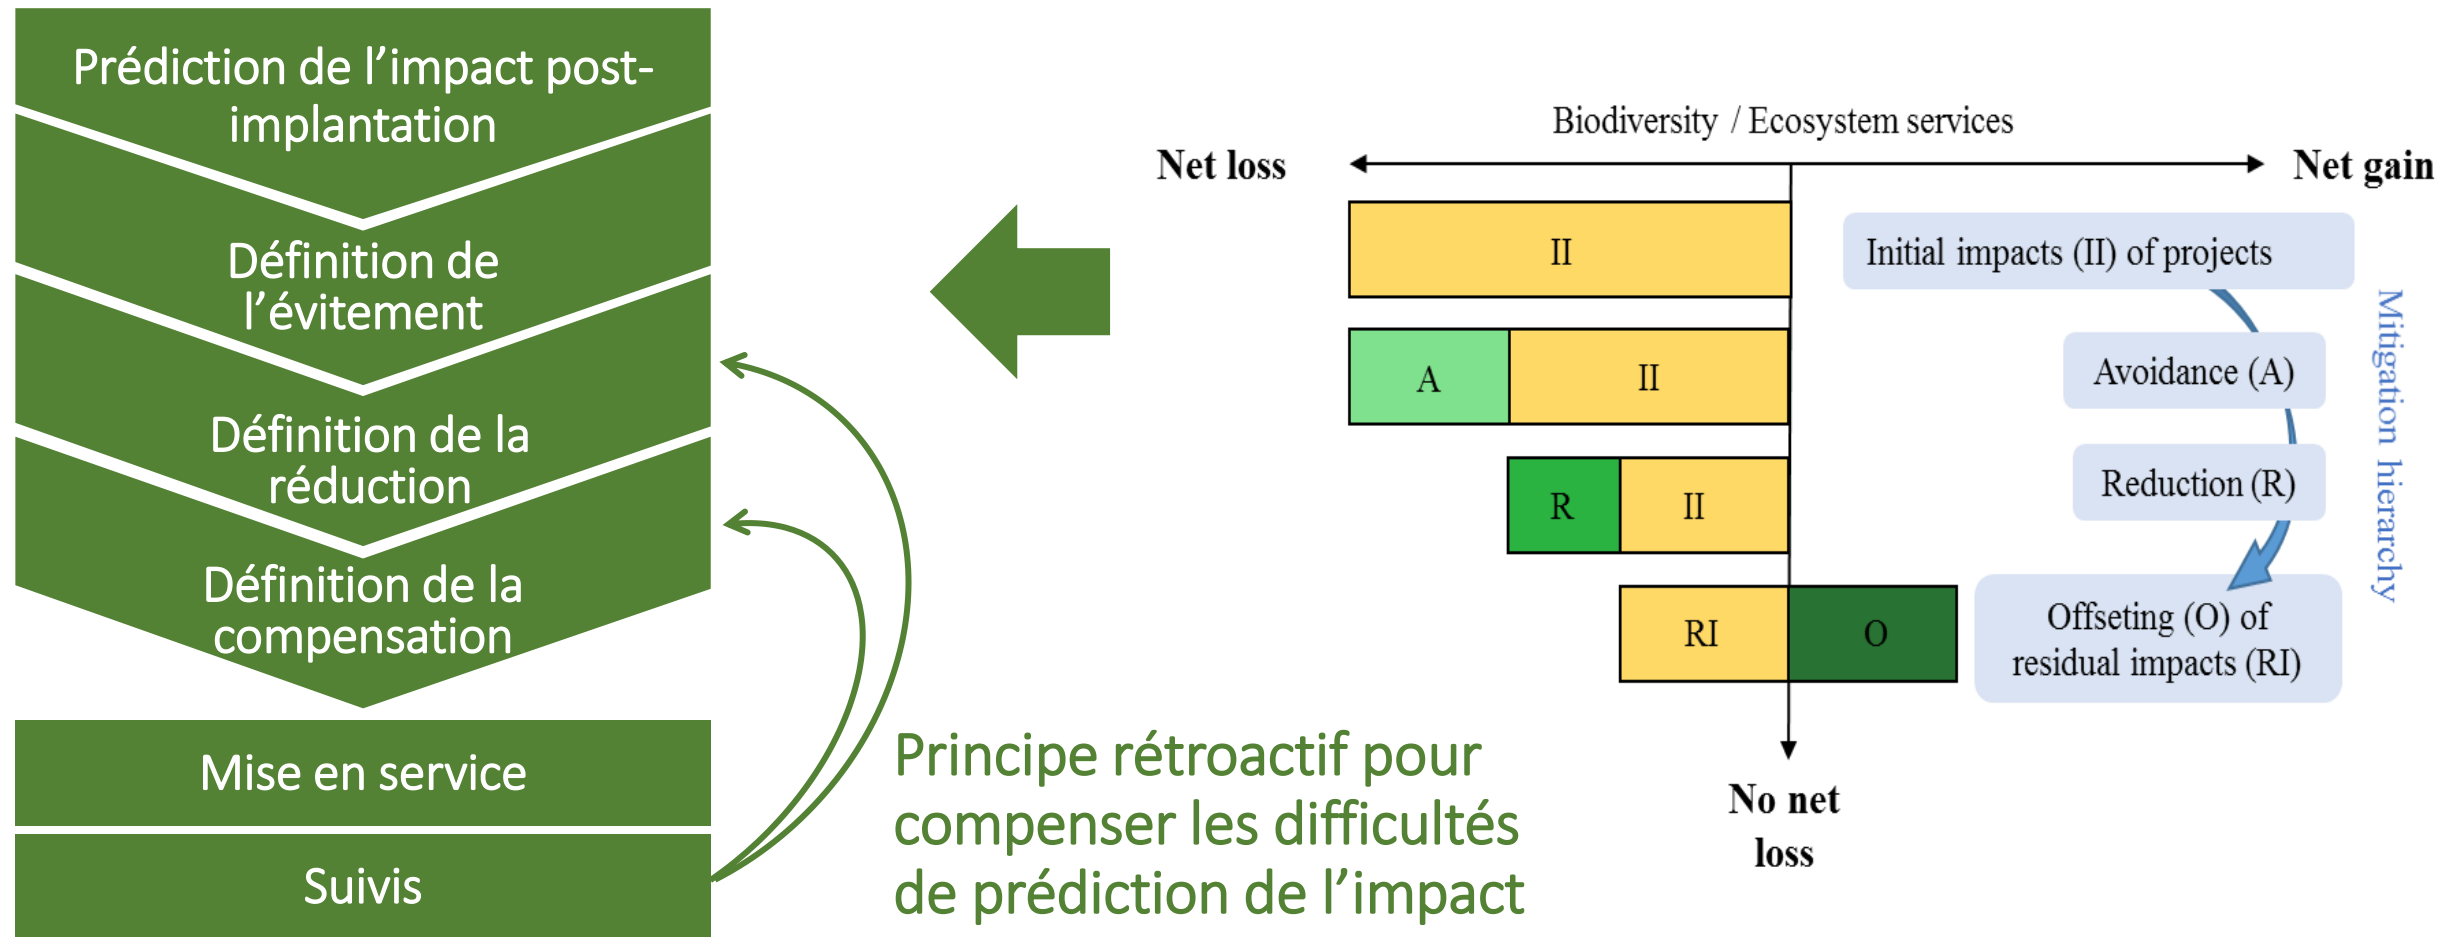 Prédiction de l’impact post-
implantation
Définition de
l’évitement
Définition de la
réduction
Définition de la
compensation
Mise en service
Suivis
Principe rétroactif pour
compenser les difficultés
de prédiction de l’impact
Biodiversity / Ecosystem services
Net loss
Net gain
II
Initial impacts (II) of projects
A
II
Avoidance (A)
R
II
Reduction (R)
RI
O
Offseting (O) of
residual impacts (RI)
Mitigation hierarchy
No net
loss